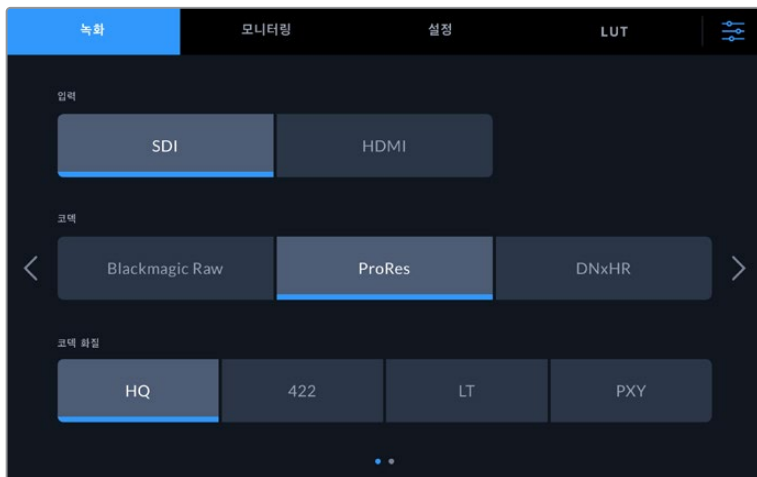 녹화 모니터링 설정 LUT
입력
SDI HDMI
코덱
Blackmagic Raw ProRes DNxHR
코덱 화질
HQ 422 LT PXY